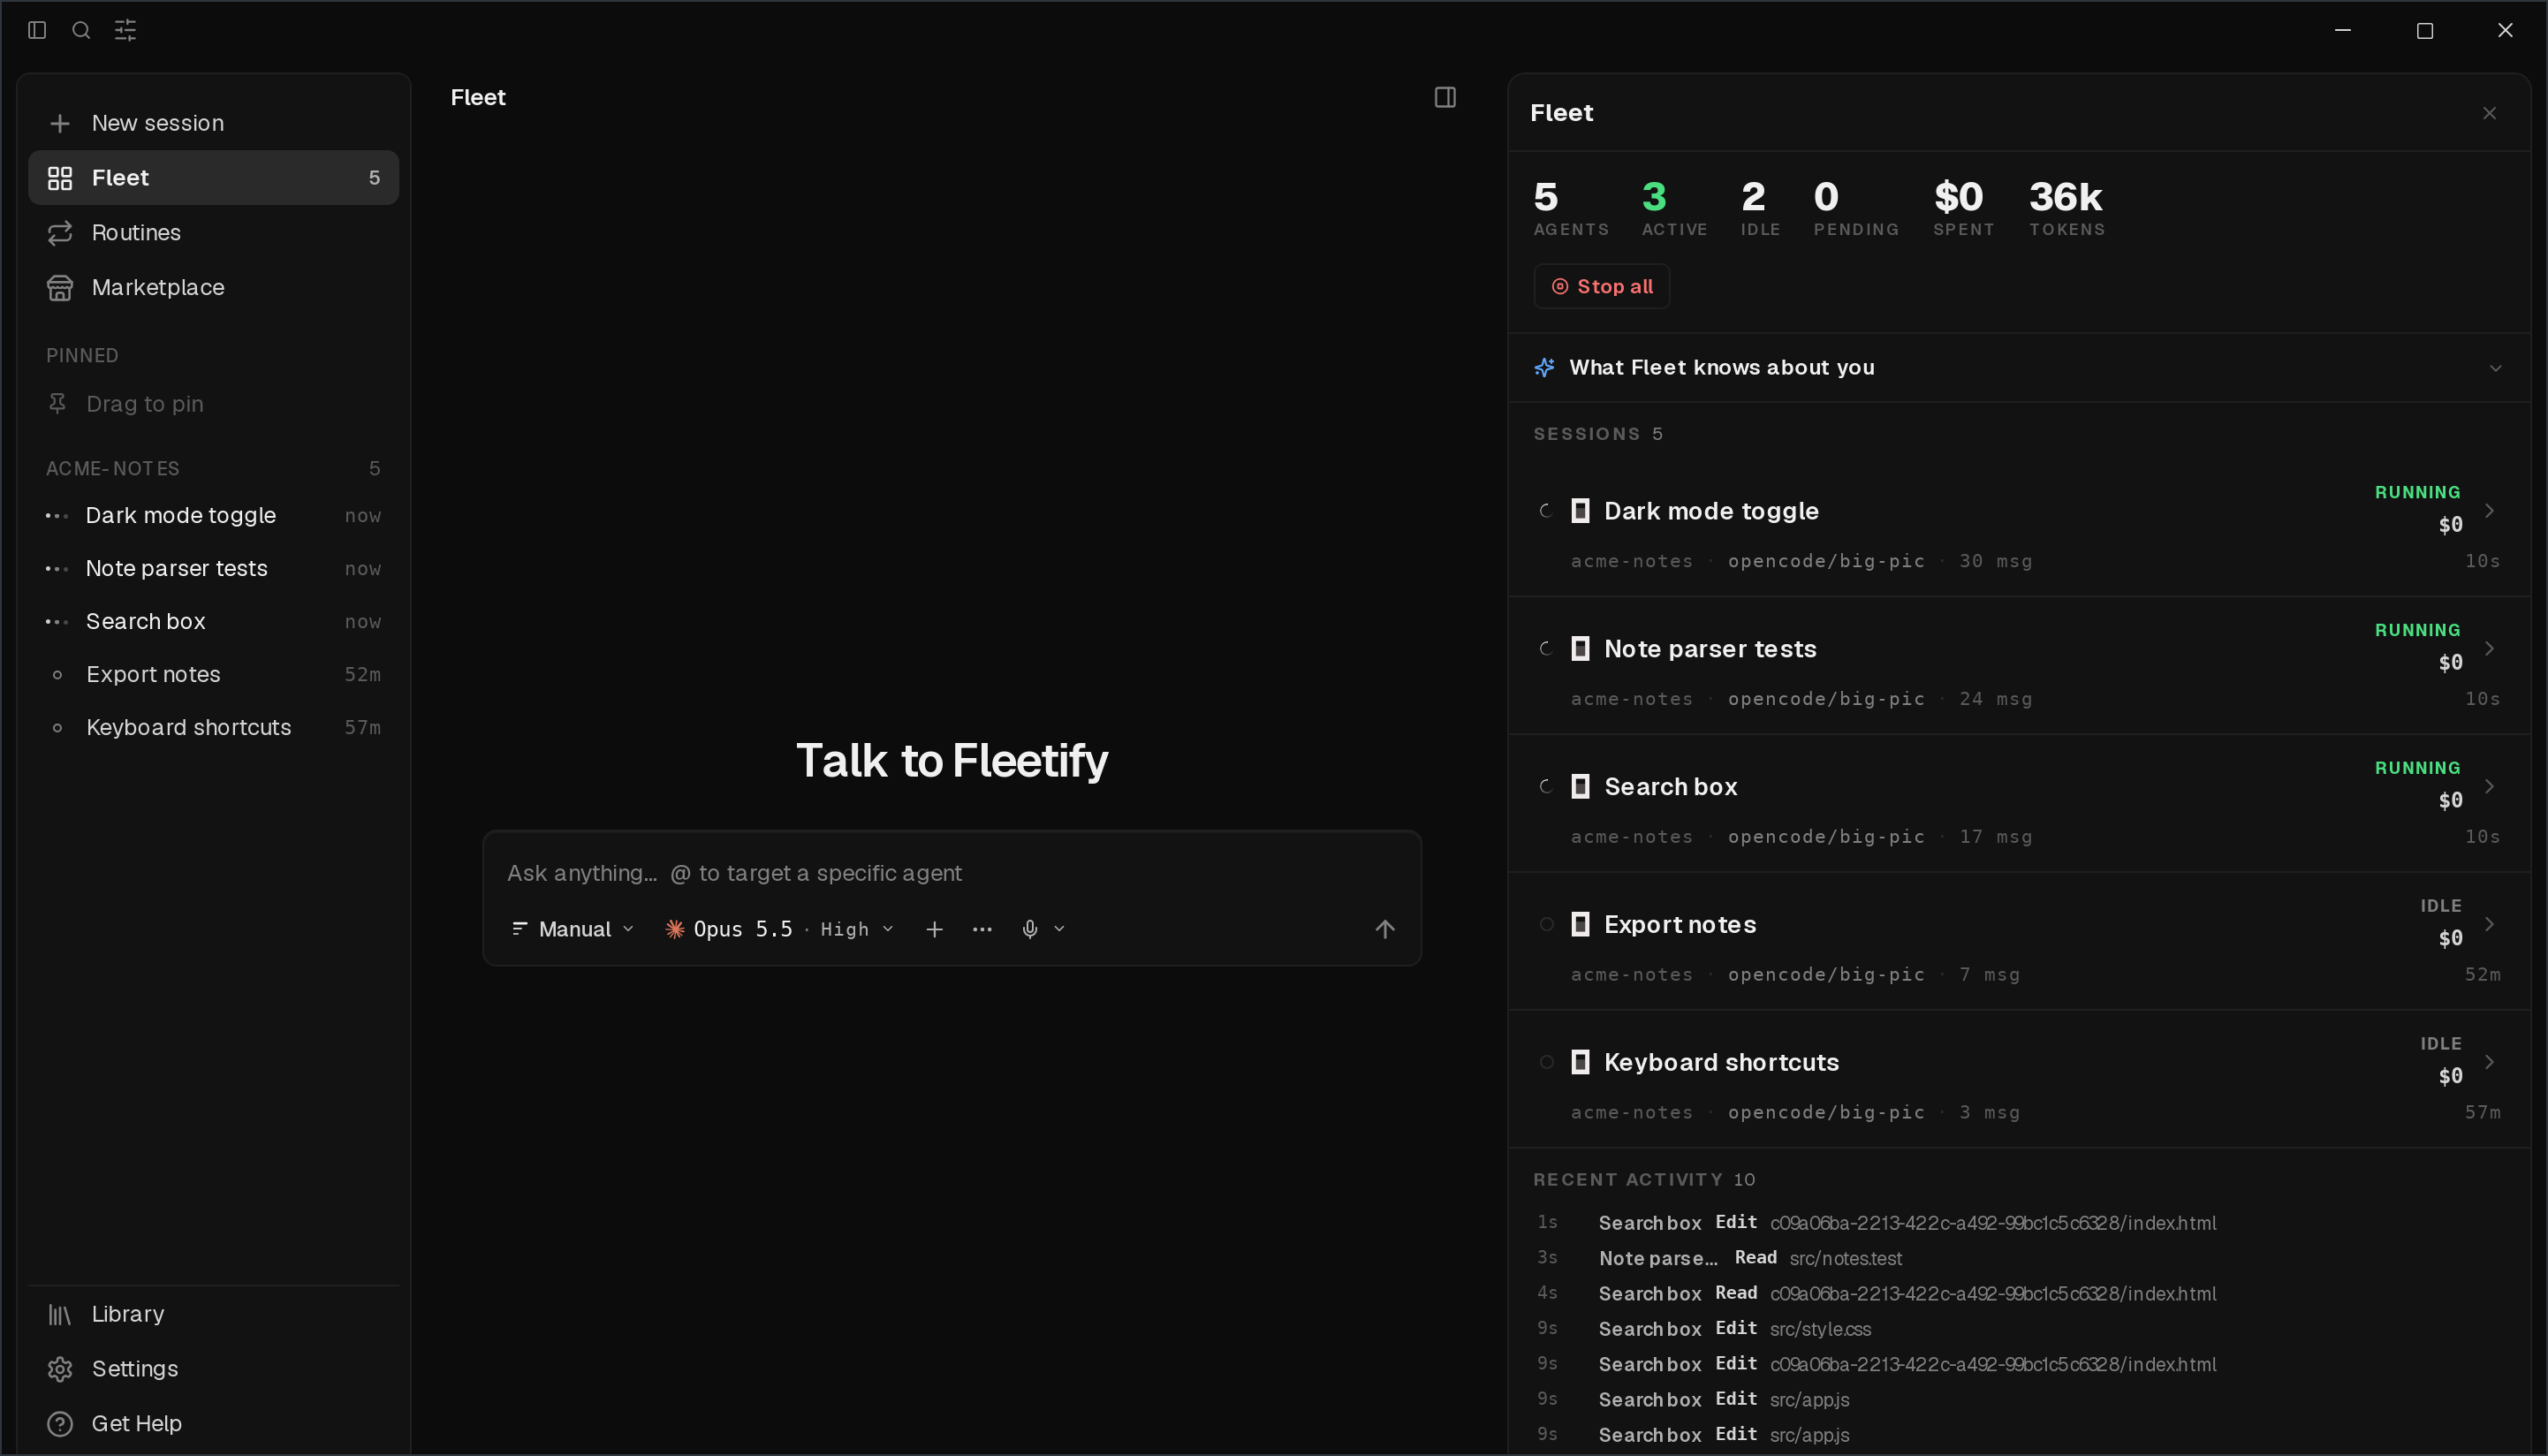 New session
Fleet 5
Routines
Marketplace
PINNED
Drag to pin
ACME-NOTES 5
Dark mode toggle now
Note parser tests now
Search box now
Export notes 52m
Keyboard shortcuts 57m
Library
Settings
Get Help
Fleet
Talk to Fleetify
Ask anything... @ to target a specific agent
Manual Opus 5.5 · High
Fleet
5 3 2 0 $0 36k
AGENTS ACTIVE IDLE PENDING SPENT TOKENS
Stop all
What Fleet knows about you
SESSIONS 5
RUNNING
Dark mode toggle
$0
acme-notes · opencode/big-pic · 30 msg 10s
RUNNING
Note parser tests
$0
acme-notes · opencode/big-pic · 24 msg 10s
RUNNING
Search box
$0
acme-notes · opencode/big-pic · 17 msg 10s
IDLE
Export notes
$0
acme-notes · opencode/big-pic · 7 msg 52m
IDLE
Keyboard shortcuts
$0
acme-notes · opencode/big-pic · 3 msg 57m
RECENT ACTIVITY 10
1s Search box Edit c09a06ba-2213-422c-a492-99bc1c5c6328/index.html
3s Note parse... Read src/notes.test
4s Search box Read c09a06ba-2213-422c-a492-99bc1c5c6328/index.html
9s Search box Edit src/style.css
9s Search box Edit c09a06ba-2213-422c-a492-99bc1c5c6328/index.html
9s Search box Edit src/app.js
9s Search box Edit src/app.js